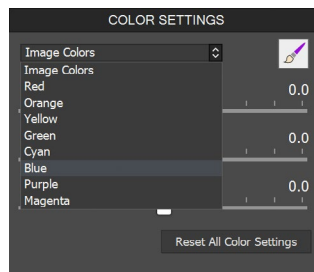 COLOR SETTINGS
Image Colors
Image Colors
Red
0.0
Orange
Yellow
Green
0.0
Cyan
Blue
Purple
0.0
Magenta
Reset All Color Settings